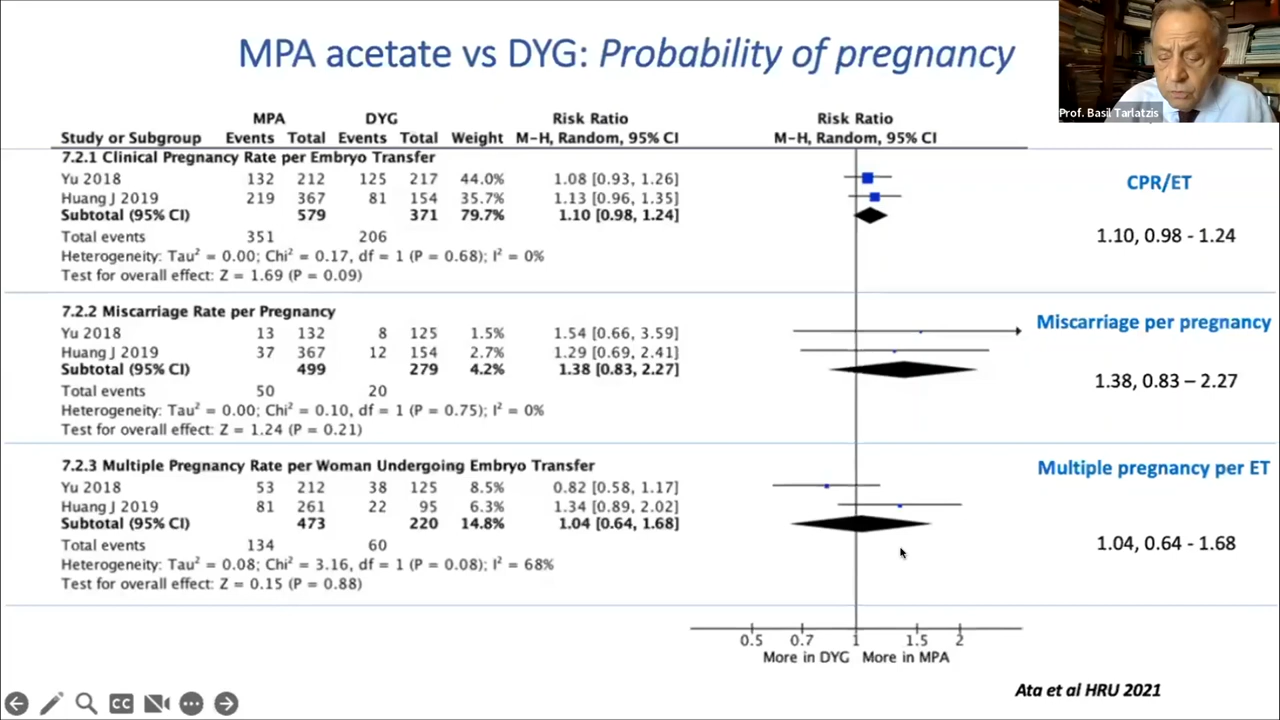 MPA acetate vs DYG: Probability of pregnancy
Prof. Basil Tarlatzis
MPA DYG Risk Ratio Risk Ratio
Study or Subgroup Events Total Events Total Weight M-H, Random, 95% CI M-H, Random, 95% CI
7.2.1 Clinical Pregnancy Rate per Embryo Transfer
Yu 2018 132 212 125 217 44.0% 1.08 [0.93, 1.26]
Huang J 2019 219 367 81 154 35.7% 1.13 [0.96, 1.35]
Subtotal (95% CI) 579 371 79.7% 1.10 [0.98, 1.24]
Total events 351 206
Heterogeneity: Tau² = 0.00; Chi² = 0.17, df = 1 (P = 0.68); I² = 0%
Test for overall effect: Z = 1.69 (P = 0.09)
CPR/ET
1.10, 0.98 - 1.24
7.2.2 Miscarriage Rate per Pregnancy
Yu 2018 13 132 8 125 1.5% 1.54 [0.66, 3.59]
Huang J 2019 37 367 12 154 2.7% 1.29 [0.69, 2.41]
Subtotal (95% CI) 499 279 4.2% 1.38 [0.83, 2.27]
Total events 50 20
Heterogeneity: Tau² = 0.00; Chi² = 0.10, df = 1 (P = 0.75); I² = 0%
Test for overall effect: Z = 1.24 (P = 0.21)
Miscarriage per pregnancy
1.38, 0.83 – 2.27
7.2.3 Multiple Pregnancy Rate per Woman Undergoing Embryo Transfer
Yu 2018 53 212 38 125 8.5% 0.82 [0.58, 1.17]
Huang J 2019 81 261 22 95 6.3% 1.34 [0.89, 2.02]
Subtotal (95% CI) 473 220 14.8% 1.04 [0.64, 1.68]
Total events 134 60
Heterogeneity: Tau² = 0.08; Chi² = 3.16, df = 1 (P = 0.08); I² = 68%
Test for overall effect: Z = 0.15 (P = 0.88)
Multiple pregnancy per ET
1.04, 0.64 - 1.68
0.5 0.7 1 1.5 2
More in DYG More in MPA
Ata et al HRU 2021
CC